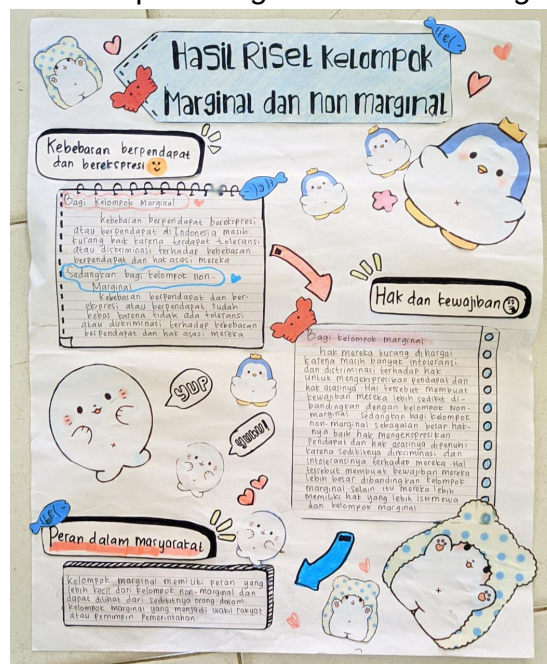 Hasil Riset Kelompok
Marginal dan non marginal
Kebebasan berpendapat
dan berekspresi
Bagi Kelompok Marginal
Kebebasan berpendapat berekspresi
atau berpendapat di Indonesia masih
kurang baik karena terdapat toleransi
atau diskriminasi terhadap kebebasan
berpendapat dan hak asasi mereka
Sedangkan bagi kelompok non-
Marginal
Kebebasan berpendapat dan ber-
ekspresi atau berpendapat sudah
bebas karena tidak ada toleransi
atau diskriminasi terhadap kebebasan
berpendapat dan hak asasi mereka
Hak dan kewajiban
Bagi kelompok marginal
hak mereka kurang dihargai
karena masih banyak intoleransi
dan distiminasi terhadap hak
untuk mengekspresikan pendapat dan
hak asasinya. Hal tersebut membuat
kewajiban mereka lebih sedikit di-
bandingkan dengan kelompok Non-
marginal. Sedangkan bagi kelompok
non-marginal sebagaian besar hak-
nya baik hak mengekspresikan
pendapat dan hak asasinya dipenuhi
karena sedikitnya diskriminasi dan
intoleransinya terhadap mereka. Hal
tersebut membuat kewajiban mereka
lebih besar dibandingkan kelompok
marginal. selain itu mereka lebih
memiliki hak yang lebih istimewa
dan kelompok marginal
YUP
YUHU!
Peran dalam masyarakat
Kelompok marginal memiliki peran yang
lebih kecil dari kelompok non-marginal dan
dapat dilihat dari sedikitnya orang dalam
kelompok marginal yang menjadi wakil rakyat
atau Pemimpin Pemerintahan